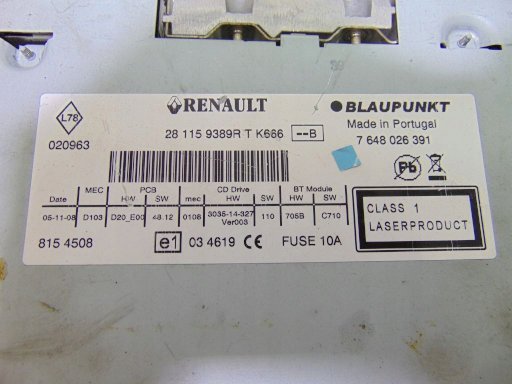 L78
RENAULT
BLAUPUNKT
020963
28 115 9389R T K666 --B
Made in Portugal
7 648 026 391
Pb
MEC PCB CD Drive BT Module
Date HW SW mec HW SW HW SW
05-11-08 D103 D20_E00 48.12 0108 3035-14-327 Ver003 110 705B C710
CLASS 1
LASERPRODUCT
815 4508 e1 03 4619 CE FUSE 10A